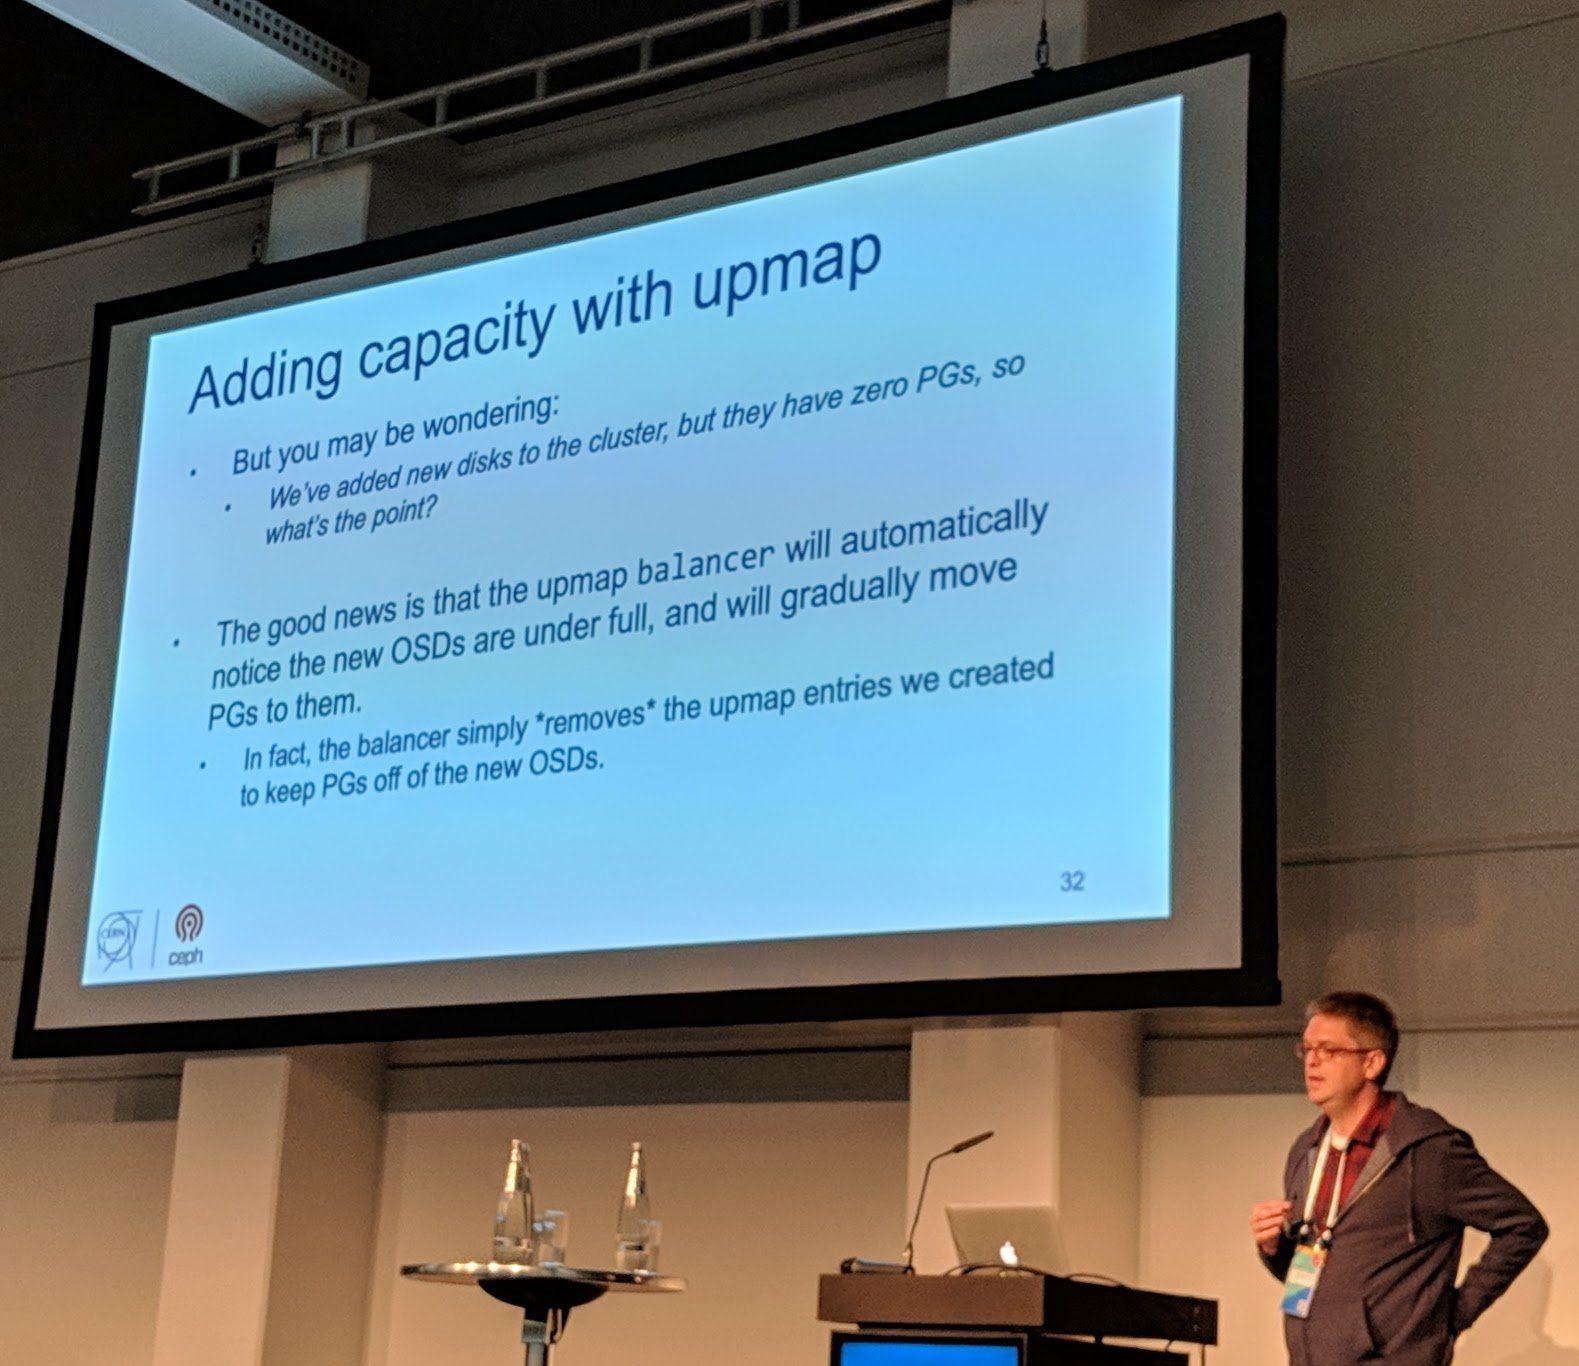 Adding capacity with upmap
• But you may be wondering:
• We've added new disks to the cluster, but they have zero PGs, so
what's the point?
• The good news is that the upmap balancer will automatically
notice the new OSDs are under full, and will gradually move
PGs to them.
• In fact, the balancer simply *removes* the upmap entries we created
to keep PGs off of the new OSDs.
32
CERN
ceph